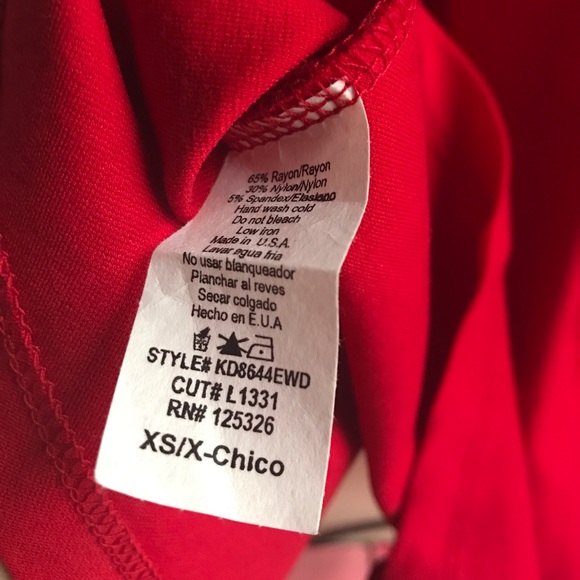 65% Rayon/Rayon
30% Nylon/Nylon
5% Spandex/Elastano
Hand wash cold
Do not bleach
Low iron
Made in U.S.A.
Lavar agua fria
No usar blanqueador
Planchar al reves
Secar colgado
Hecho en E.U.A
STYLE# KD8644EWD
CUT# L1331
RN# 125326
XS/X-Chico